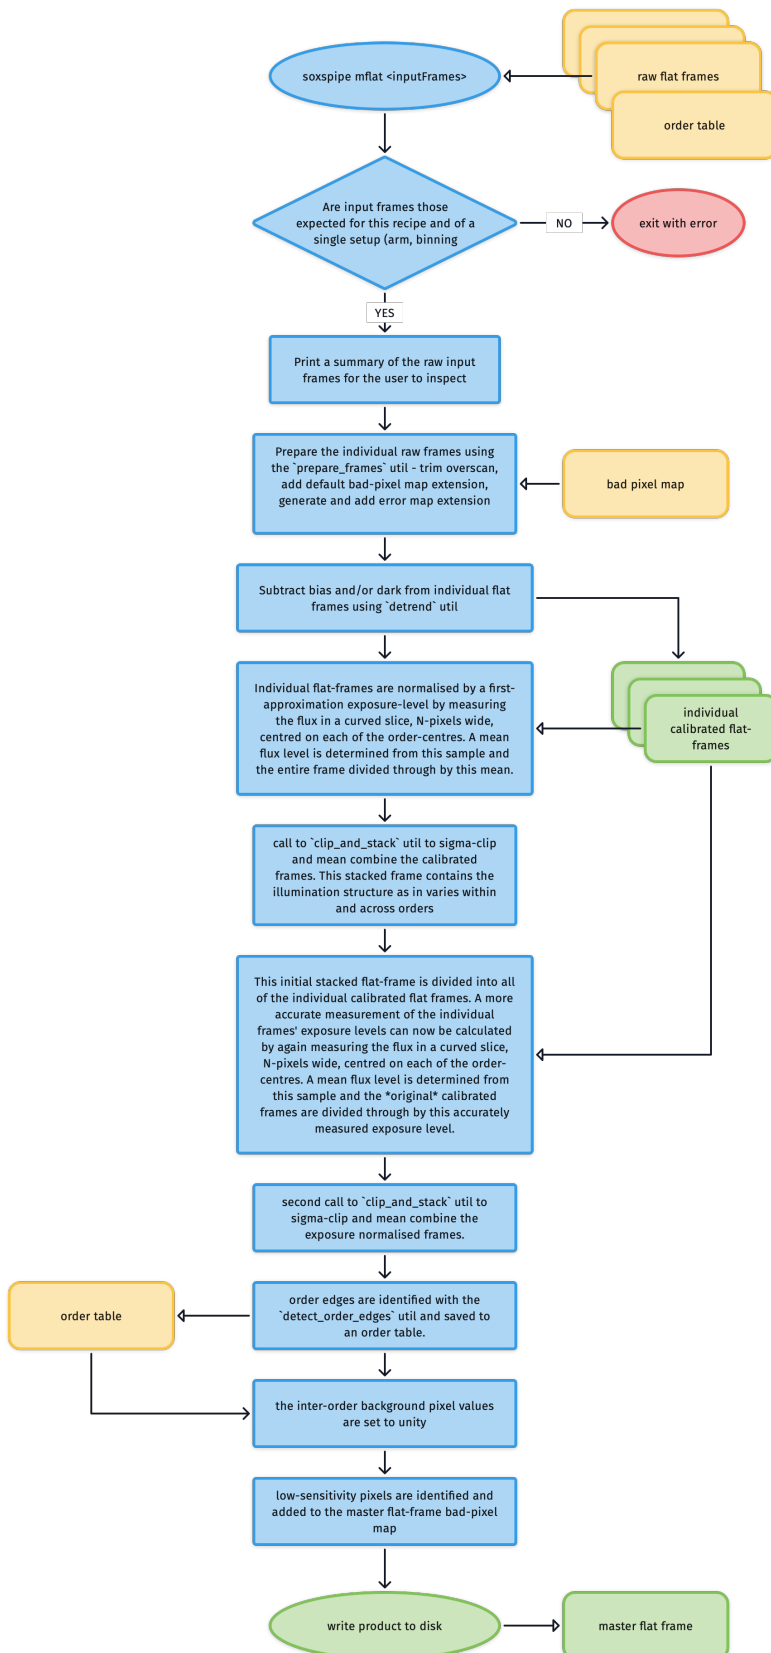 soxspipe mflat <inputFrames>
raw flat frames
order table
Are input frames those
expected for this recipe and of a
single setup (arm, binning
NO
exit with error
YES
Print a summary of the raw input
frames for the user to inspect
Prepare the individual raw frames using
the `prepare_frames` util - trim overscan,
add default bad-pixel map extension,
generate and add error map extension
bad pixel map
Subtract bias and/or dark from individual flat
frames using `detrend` util
Individual flat-frames are normalised by a first-
approximation exposure-level by measuring
the flux in a curved slice, N-pixels wide,
centred on each of the order-centres. A mean
flux level is determined from this sample and
the entire frame divided through by this mean.
individual
calibrated flat-
frames
call to `clip_and_stack` util to sigma-clip
and mean combine the calibrated
frames. This stacked frame contains the
illumination structure as in varies within
and across orders
This initial stacked flat-frame is divided into all
of the individual calibrated flat frames. A more
accurate measurement of the individual
frames' exposure levels can now be calculated
by again measuring the flux in a curved slice,
N-pixels wide, centred on each of the order-
centres. A mean flux level is determined from
this sample and the *original* calibrated
frames are divided through by this accurately
measured exposure level.
second call to `clip_and_stack` util to
sigma-clip and mean combine the
exposure normalised frames.
order edges are identified with the
`detect_order_edges` util and saved to
an order table.
order table
the inter-order background pixel values
are set to unity
low-sensitivity pixels are identified and
added to the master flat-frame bad-pixel
map
write product to disk
master flat frame